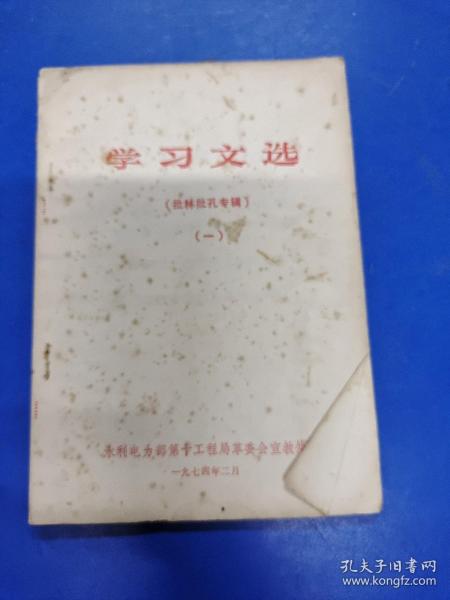 学习文选
（批林批孔专辑）
（一）
水利电力部第十工程局革委会宣教
一九七四年二月
孔夫子旧书网
www.kongfz.com